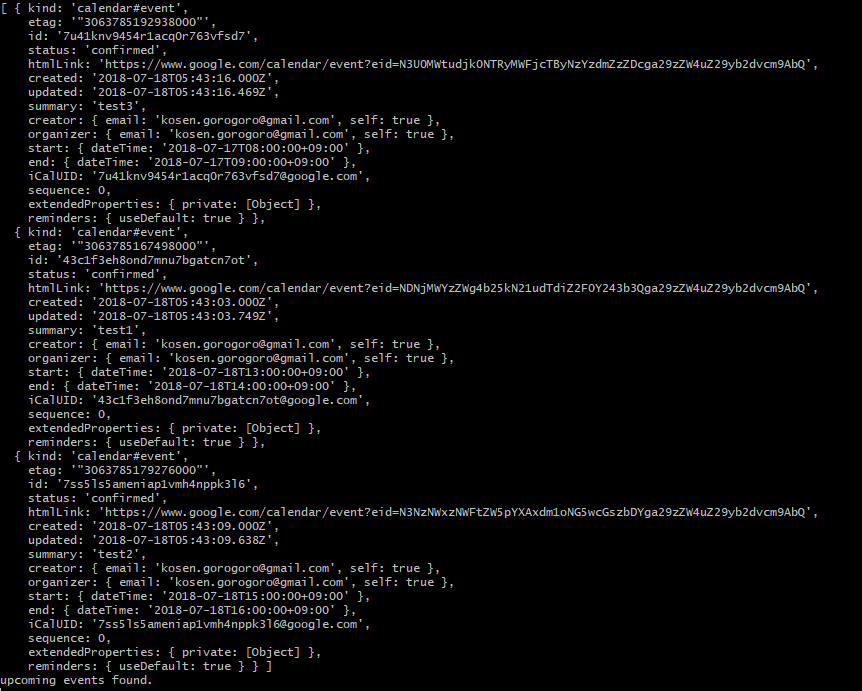 [ { kind: 'calendar#event',
etag: '"3063785192938000"',
id: '7u41knv9454r1acq0r763vfsd7',
status: 'confirmed',
htmlLink: 'https://www.google.com/calendar/event?eid=N3U0MWtudjk0NTRyMWFjcTByNzYzdmZzZDcga29zZW4uZ29yb2dvcm9AbQ',
created: '2018-07-18T05:43:16.000Z',
updated: '2018-07-18T05:43:16.469Z',
summary: 'test3',
creator: { email: 'kosen.gorogoro@gmail.com', self: true },
organizer: { email: 'kosen.gorogoro@gmail.com', self: true },
start: { dateTime: '2018-07-17T08:00:00+09:00' },
end: { dateTime: '2018-07-17T09:00:00+09:00' },
iCalUID: '7u41knv9454r1acq0r763vfsd7@google.com',
sequence: 0,
extendedProperties: { private: [Object] },
reminders: { useDefault: true } },
{ kind: 'calendar#event',
etag: '"3063785167498000"',
id: '43c1f3eh8ond7mnu7bgatcn7ot',
status: 'confirmed',
htmlLink: 'https://www.google.com/calendar/event?eid=NDNjMWYzZWg4b25kN21udTdiZ2F0Y243b3Qga29zZW4uZ29yb2dvcm9AbQ',
created: '2018-07-18T05:43:03.000Z',
updated: '2018-07-18T05:43:03.749Z',
summary: 'test1',
creator: { email: 'kosen.gorogoro@gmail.com', self: true },
organizer: { email: 'kosen.gorogoro@gmail.com', self: true },
start: { dateTime: '2018-07-18T13:00:00+09:00' },
end: { dateTime: '2018-07-18T14:00:00+09:00' },
iCalUID: '43c1f3eh8ond7mnu7bgatcn7ot@google.com',
sequence: 0,
extendedProperties: { private: [Object] },
reminders: { useDefault: true } },
{ kind: 'calendar#event',
etag: '"3063785179276000"',
id: '7ss5ls5ameniap1vmh4nppk3l6',
status: 'confirmed',
htmlLink: 'https://www.google.com/calendar/event?eid=N3NzNWxzNWFtZW5pYXAxdm1oNG5wcGszbDYga29zZW4uZ29yb2dvcm9AbQ',
created: '2018-07-18T05:43:09.000Z',
updated: '2018-07-18T05:43:09.638Z',
summary: 'test2',
creator: { email: 'kosen.gorogoro@gmail.com', self: true },
organizer: { email: 'kosen.gorogoro@gmail.com', self: true },
start: { dateTime: '2018-07-18T15:00:00+09:00' },
end: { dateTime: '2018-07-18T16:00:00+09:00' },
iCalUID: '7ss5ls5ameniap1vmh4nppk3l6@google.com',
sequence: 0,
extendedProperties: { private: [Object] },
reminders: { useDefault: true } } ]
upcoming events found.